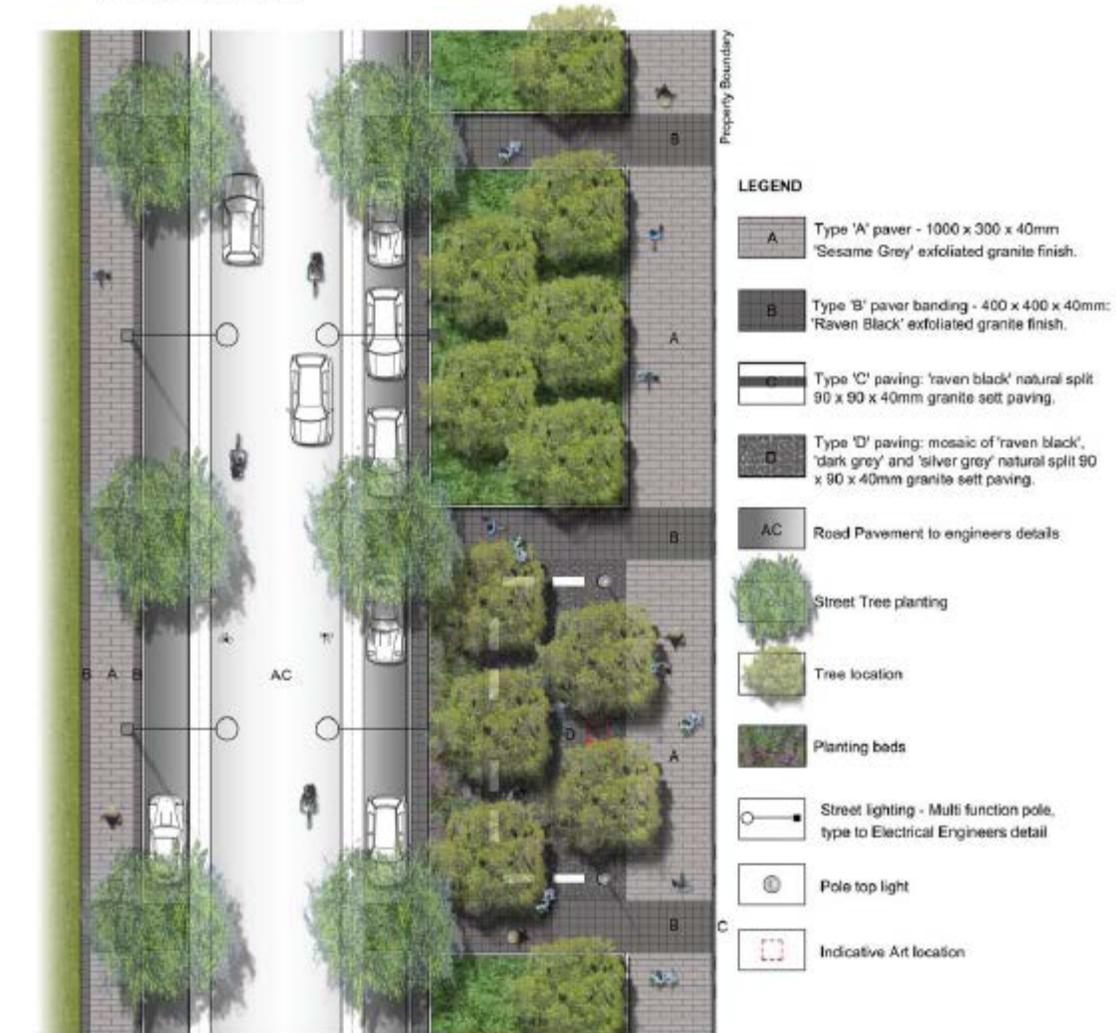 Property Boundary
B
A
B
A
B
A
B
AC
D
A
B
C
LEGEND
A
Type 'A' paver - 1000 x 300 x 40mm
'Sesame Grey' exfoliated granite finish.
B
Type 'B' paver banding - 400 x 400 x 40mm:
'Raven Black' exfoliated granite finish.
C
Type 'C' paving: 'raven black' natural split
90 x 90 x 40mm granite sett paving.
D
Type 'D' paving: mosaic of 'raven black',
'dark grey' and 'silver grey' natural split 90
x 90 x 40mm granite sett paving.
AC
Road Pavement to engineers details
Street Tree planting
Tree location
Planting beds
Street lighting - Multi function pole,
type to Electrical Engineers detail
Pole top light
Indicative Art location